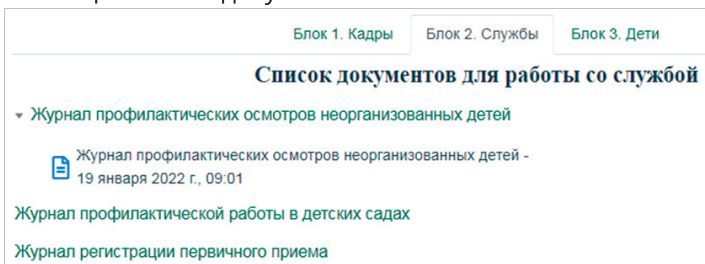 Блок 1. Кадры Блок 2. Службы Блок 3. Дети
Список документов для работы со службой
Журнал профилактических осмотров неорганизованных детей
Журнал профилактических осмотров неорганизованных детей -
19 января 2022 г., 09:01
Журнал профилактической работы в детских садах
Журнал регистрации первичного приема